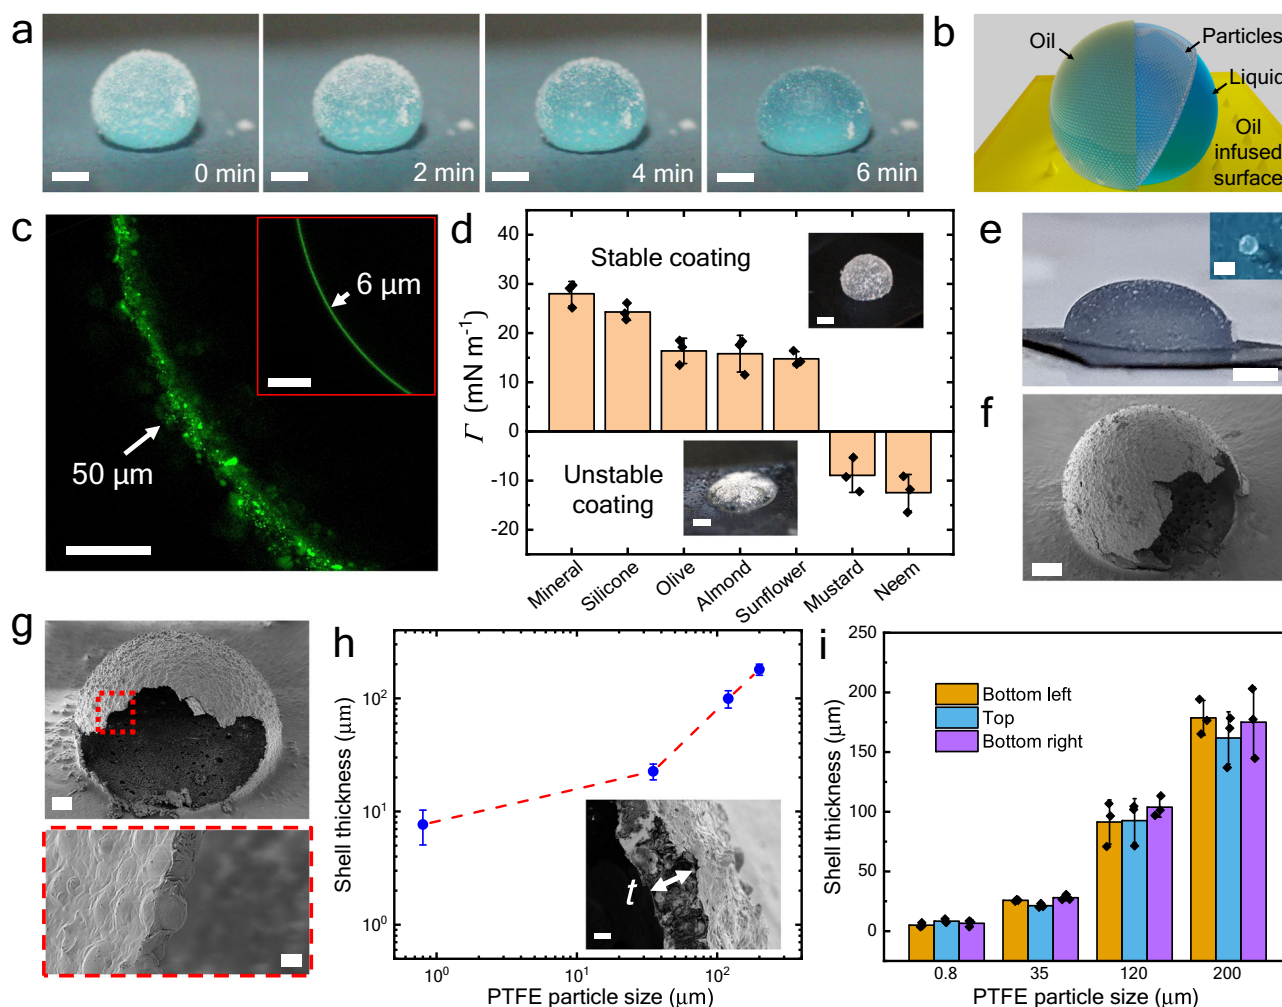 a
0 min
2 min
4 min
6 min
b
Oil
Particles
Liquid
Oil
infused
surface
c
6 µm
50 µm
d
Γ (mN m⁻¹)
40
30
20
10
0
-10
-20
Stable coating
Unstable
coating
Mineral
Silicone
Olive
Almond
Sunflower
Mustard
Neem
e
f
g
h
Shell thickness (µm)
10²
10¹
10⁰
t
10⁰
10¹
10²
PTFE particle size (µm)
i
Shell thickness (µm)
250
200
150
100
50
0
Bottom left
Top
Bottom right
0.8
35
120
200
PTFE particle size (µm)